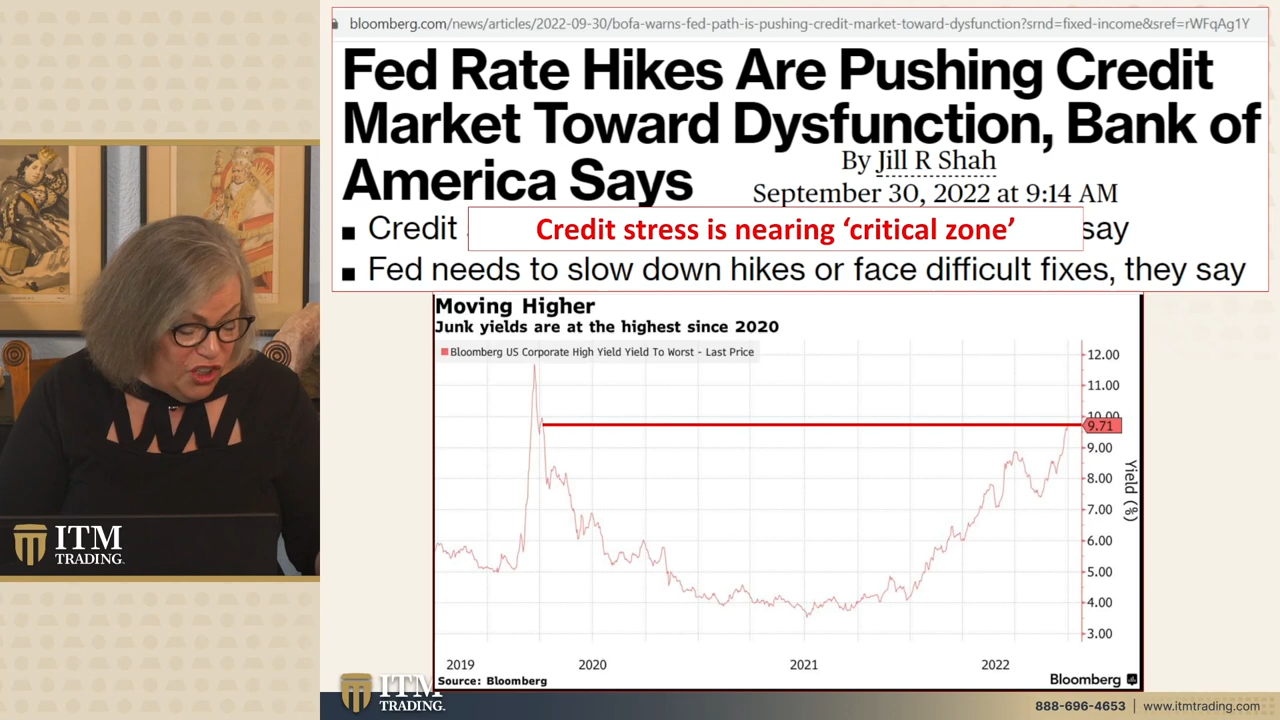 bloomberg.com/news/articles/2022-09-30/bofa-warns-fed-path-is-pushing-credit-market-toward-dysfunction?srnd=fixed-income&sref=rWFqAg1Y
Fed Rate Hikes Are Pushing Credit
Market Toward Dysfunction, Bank of
America Says
By Jill R Shah
September 30, 2022 at 9:14 AM
■ Credit say
Credit stress is nearing ‘critical zone’
■ Fed needs to slow down hikes or face difficult fixes, they say
Moving Higher
Junk yields are at the highest since 2020
Bloomberg US Corporate High Yield Yield To Worst - Last Price
12.00
11.00
10.00
9.71
9.00
8.00
7.00
6.00
5.00
4.00
3.00
Yield (%)
2019 2020 2021 2022
Source: Bloomberg
Bloomberg
ITM
TRADING.
ITM
TRADING.
888-696-4653 | www.itmtrading.com